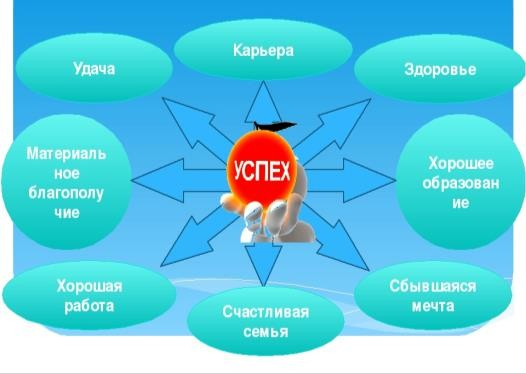 Карьера
Удача
Здоровье
Материаль
ное
благополу
чие
УСПЕХ
Хорошее
образован
ие
Хорошая
работа
Счастливая
семья
Сбывшаяся
мечта